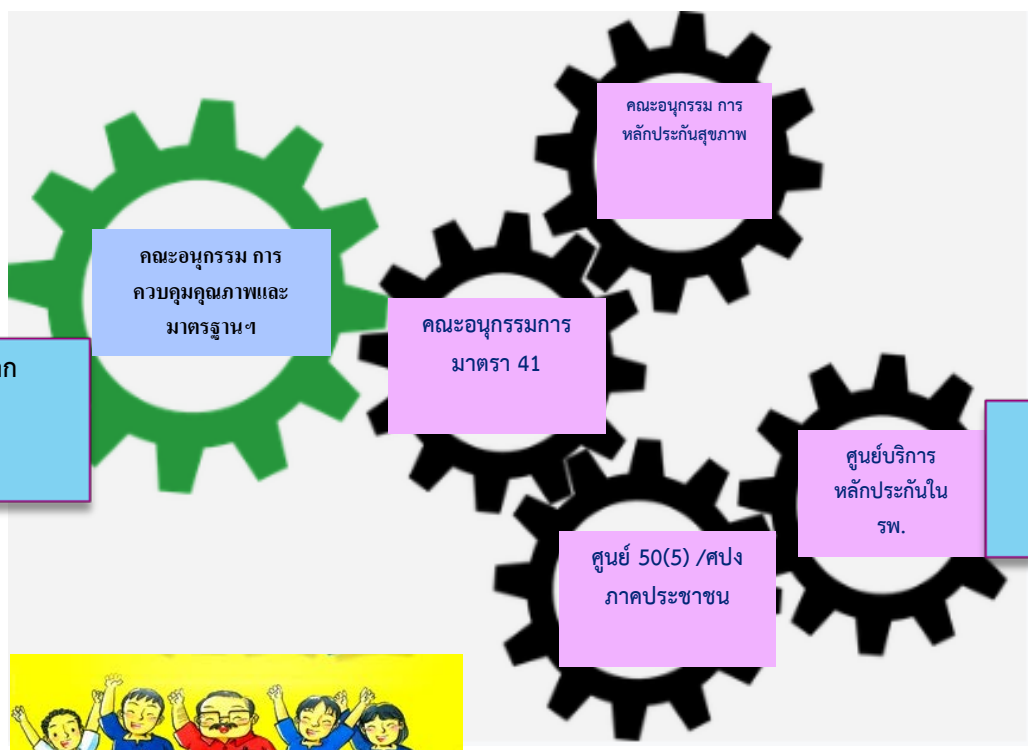 คณะอนุกรรม การ
หลักประกันสุขภาพ
คณะอนุกรรม การ
ควบคุมคุณภาพและ
มาตรฐานฯ
คณะอนุกรรมการ
มาตรา 41
ศูนย์บริการ
หลักประกันใน
รพ.
ศูนย์ 50(5) /ศปง
ภาคประชาชน